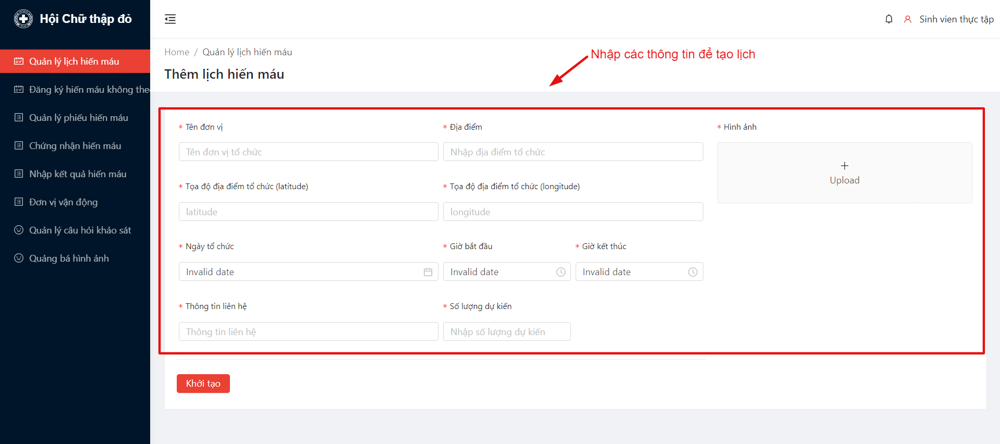 Hội Chữ thập đỏ
Sinh vien thực tập
Quản lý lịch hiến máu
Đăng ký hiến máu không the
Quản lý phiếu hiến máu
Chứng nhận hiến máu
Nhập kết quả hiến máu
Đơn vị vận động
Quản lý câu hỏi khảo sát
Quảng bá hình ảnh
Home / Quản lý lịch hiến máu
Thêm lịch hiến máu
Nhập các thông tin để tạo lịch
* Tên đơn vị
Tên đơn vị tổ chức
* Địa điểm
Nhập địa điểm tổ chức
* Hình ảnh
+
Upload
* Tọa độ địa điểm tổ chức (latitude)
latitude
* Tọa độ địa điểm tổ chức (longitude)
longitude
* Ngày tổ chức
Invalid date
* Giờ bắt đầu
Invalid date
* Giờ kết thúc
Invalid date
* Thông tin liên hệ
Thông tin liên hệ
* Số lượng dự kiến
Nhập số lượng dự kiến
Khởi tạo